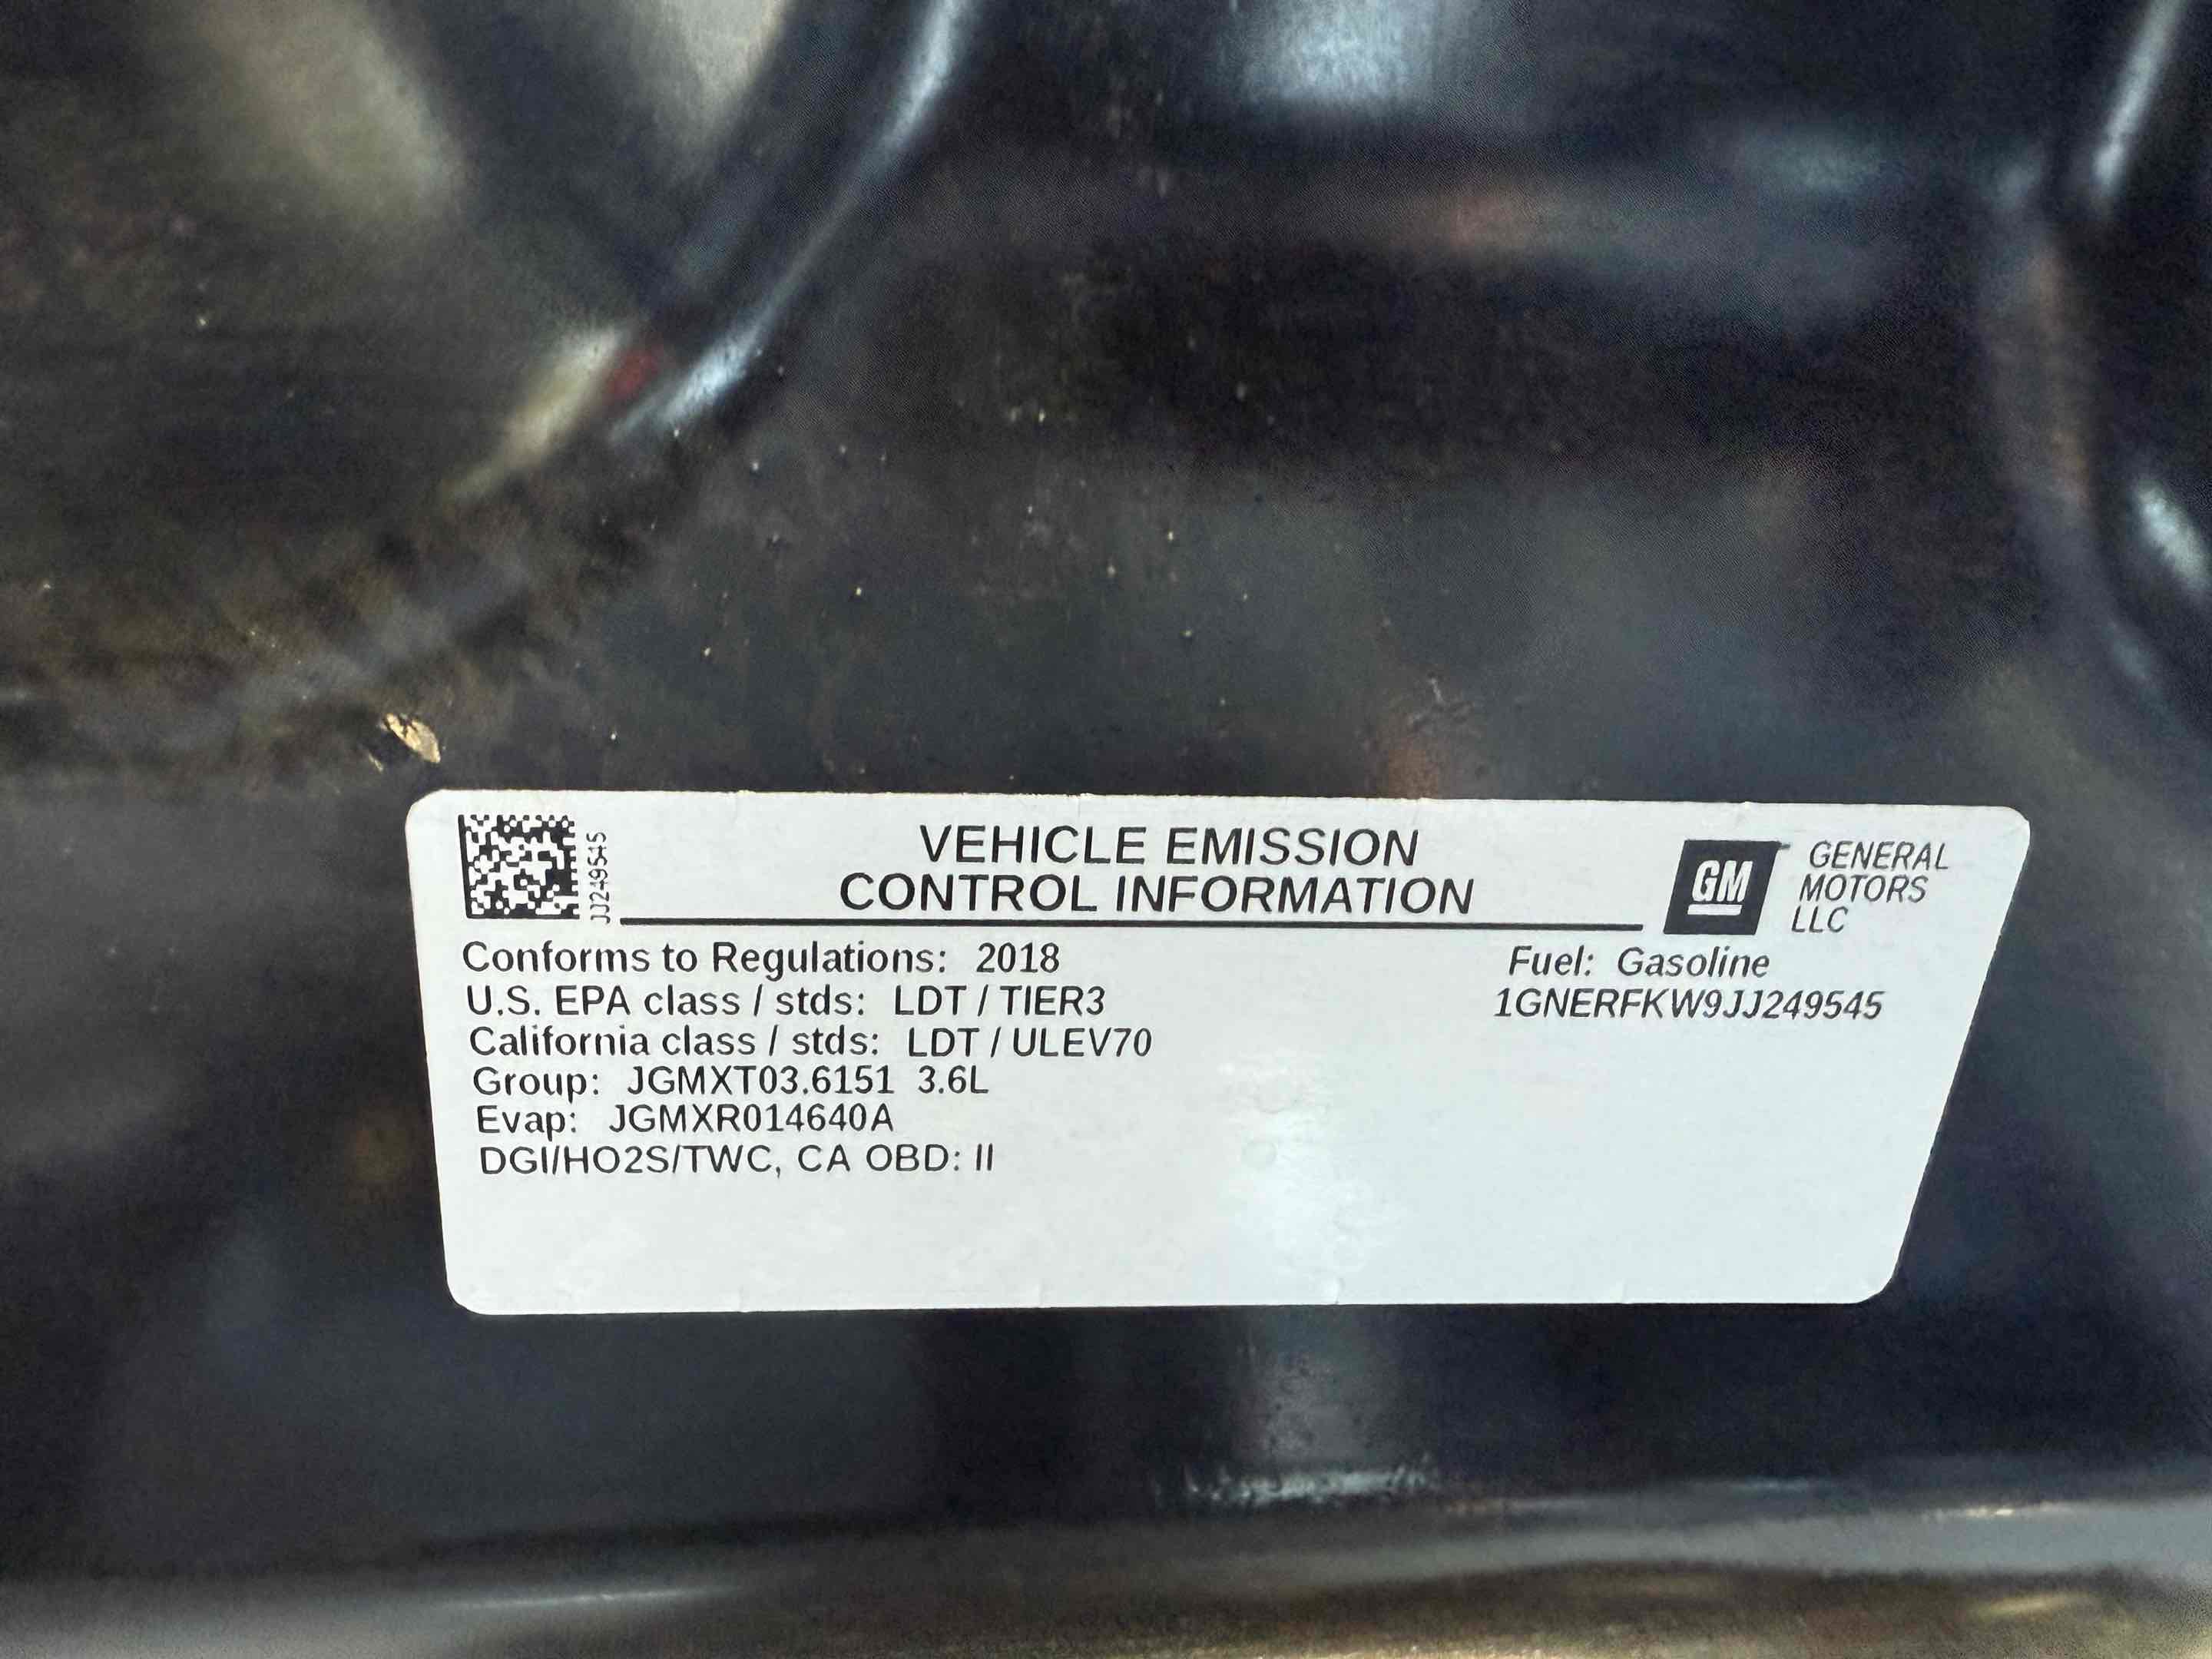 JJ249545
VEHICLE EMISSION
CONTROL INFORMATION
GM
GENERAL
MOTORS
LLC
Conforms to Regulations: 2018
U.S. EPA class / stds: LDT / TIER3
California class / stds: LDT / ULEV70
Group: JGMXT03.6151 3.6L
Evap: JGMXR014640A
DGI/HO2S/TWC, CA OBD: II
Fuel: Gasoline
1GNERFKW9JJ249545